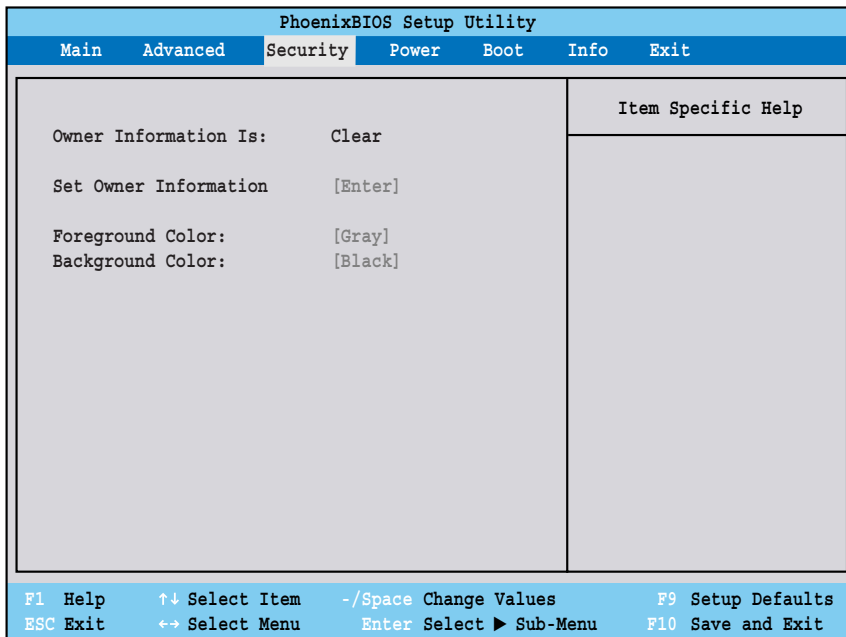 PhoenixBIOS Setup Utility
Main Advanced Security Power Boot Info Exit
Item Specific Help
Owner Information Is: Clear
Set Owner Information [Enter]
Foreground Color: [Gray]
Background Color: [Black]
F1 Help ↑↓ Select Item -/Space Change Values F9 Setup Defaults
ESC Exit ←→ Select Menu Enter Select ▶ Sub-Menu F10 Save and Exit